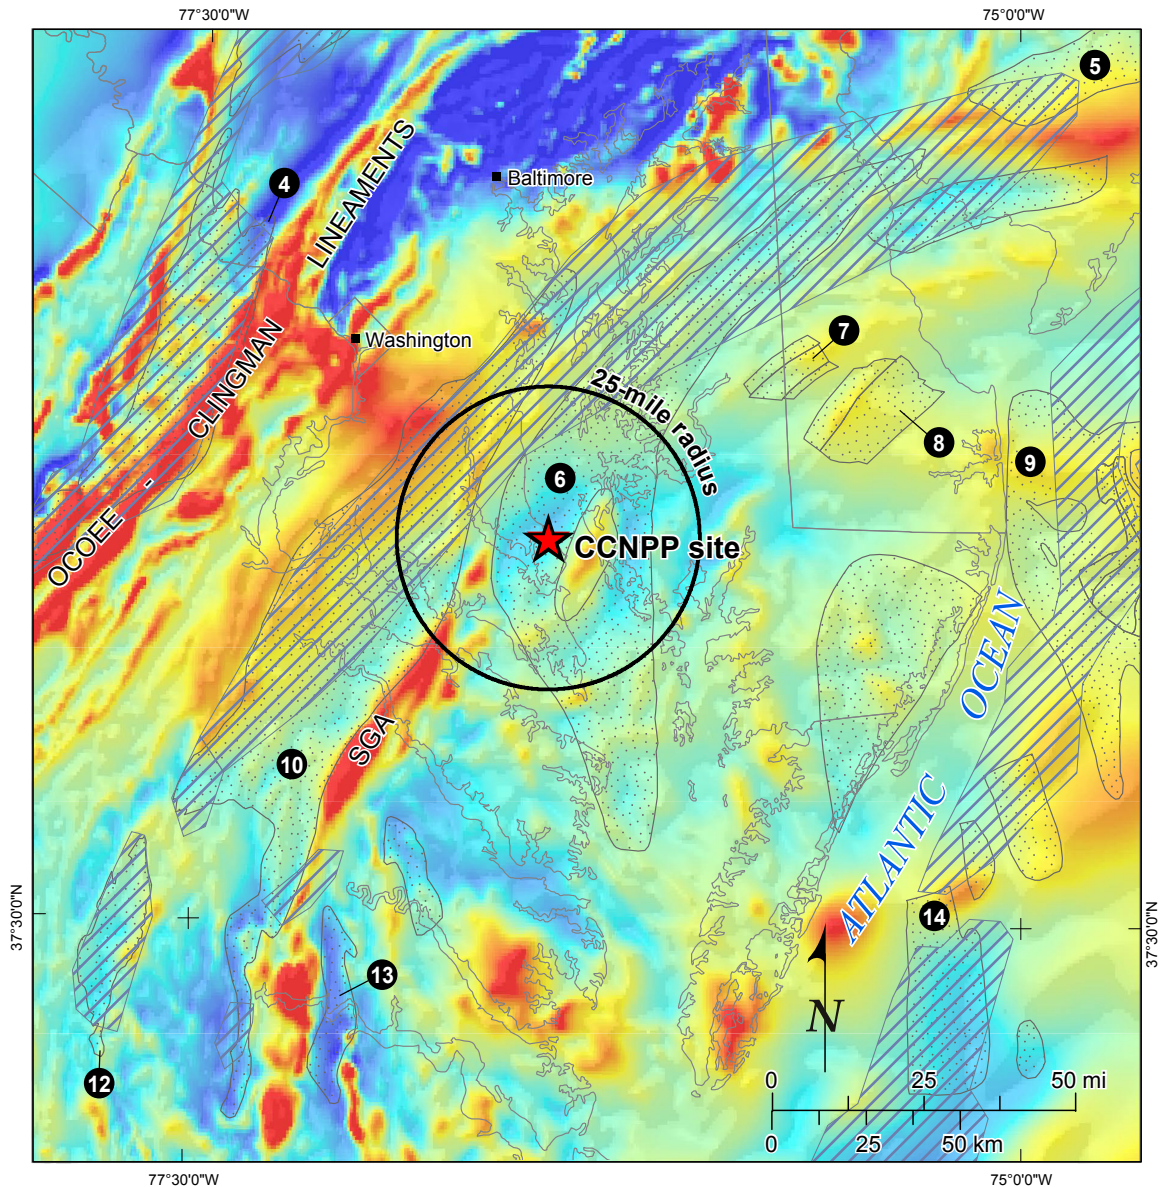 77°30'0"W
75°0'0"W
5
4
LINEAMENTS
Baltimore
7
CLINGMAN
Washington
25-mile radius
8
9
6
OCOEE -
CCNPP site
OCEAN
SGA
10
ATLANTIC
37°30'0"N
14
37°30'0"N
13
N
12
0 25 50 mi
0 25 50 km
77°30'0"W
75°0'0"W